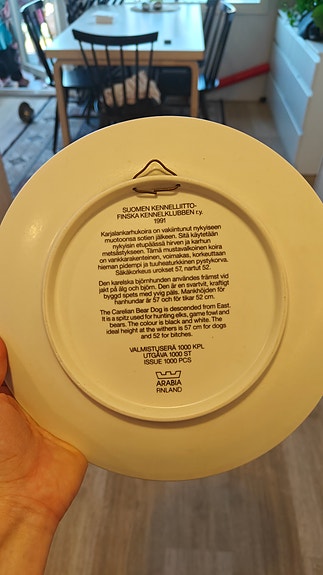 SUOMEN KENNELLIITTO-
FINSKA KENNELKLUBBEN r.y.
1991
Karjalankarhukoira on vakiintunut nykyiseen
muotoonsa sotien jälkeen. Sitä käytetään
nykyisin etupäässä hirven ja karhun
metsästykseen. Tämä mustavalkoinen koira
on vankkarakenteinen, voimakas, korkeuttaan
hieman pidempi ja tuuheaturkkinen pystykorva.
Säkäkorkeus urokset 57, nartut 52.
Den karelska björnhunden användes främst vid
jakt på älg och björn. Den är en svartvit, kraftigt
byggd spets med yvig päls. Mankhöjden för
hanhundar är 57 och för tikar 52 cm.
The Carelian Bear Dog is descended from East.
It is a spitz used for hunting elks, game fowl and
bears. The colour is black and white. The
ideal height at the withers is 57 cm for dogs
and 52 for bitches.
VALMISTUSERÄ 1000 KPL
UTGÅVA 1000 ST
ISSUE 1000 PCS
ARABIA
FINLAND